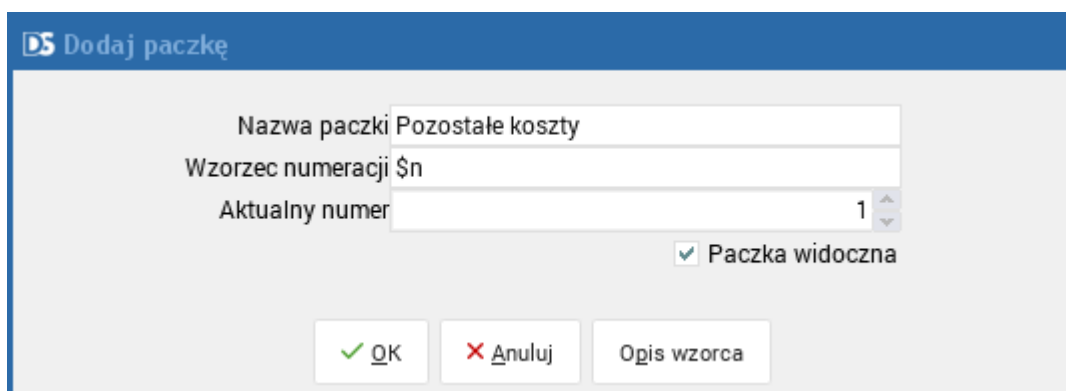 DS Dodaj paczkę
Nazwa paczki Pozostałe koszty
Wzorzec numeracji $n
Aktualny numer 1
Paczka widoczna
OK Anuluj Opis wzorca